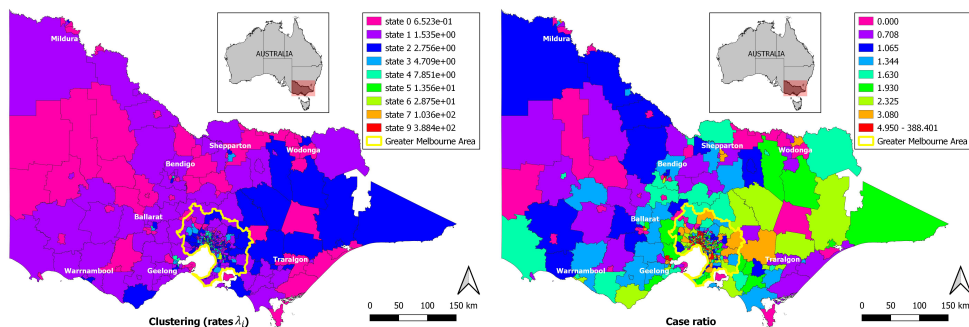 Mildura
AUSTRALIA
state 0 6.523e-01
state 1 1.535e+00
state 2 2.756e+00
state 3 4.709e+00
state 4 7.851e+00
state 5 1.356e+01
state 6 2.875e+01
state 7 1.036e+02
state 9 3.884e+02
Greater Melbourne Area
Shepparton
Wodonga
Bendigo
Ballarat
Traralgon
Warrnambool
Geelong
0 50 100 150 km
Clustering (rates λi)
Mildura
AUSTRALIA
0.000
0.708
1.065
1.344
1.630
1.930
2.325
3.080
4.950 - 388.401
Greater Melbourne Area
Shepparton
Wodonga
Bendigo
Ballarat
Traralgon
Warrnambool
Geelong
0 50 100 150 km
Case ratio